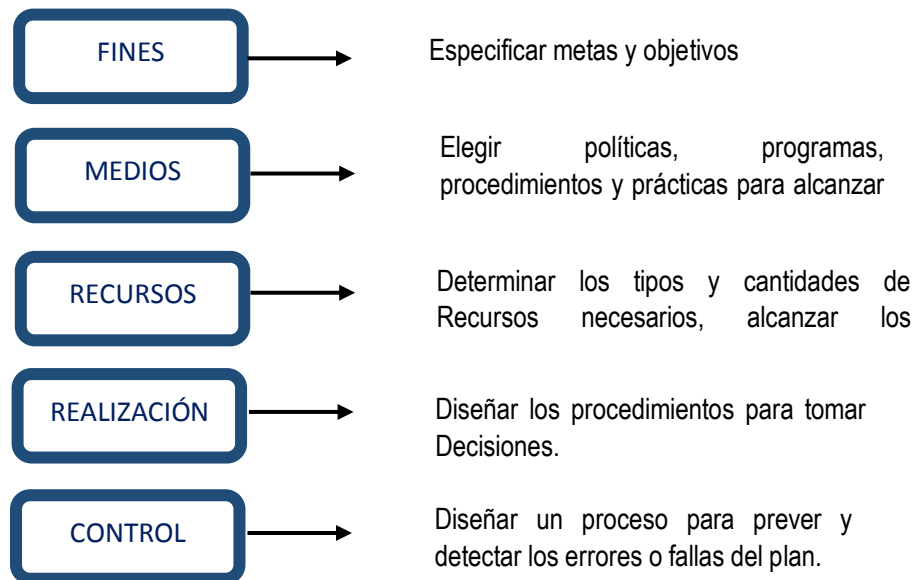 FINES
Especificar metas y objetivos
MEDIOS
Elegir políticas, programas,
procedimientos y prácticas para alcanzar
RECURSOS
Determinar los tipos y cantidades de
Recursos necesarios, alcanzar los
REALIZACIÓN
Diseñar los procedimientos para tomar
Decisiones.
CONTROL
Diseñar un proceso para prever y
detectar los errores o fallas del plan.